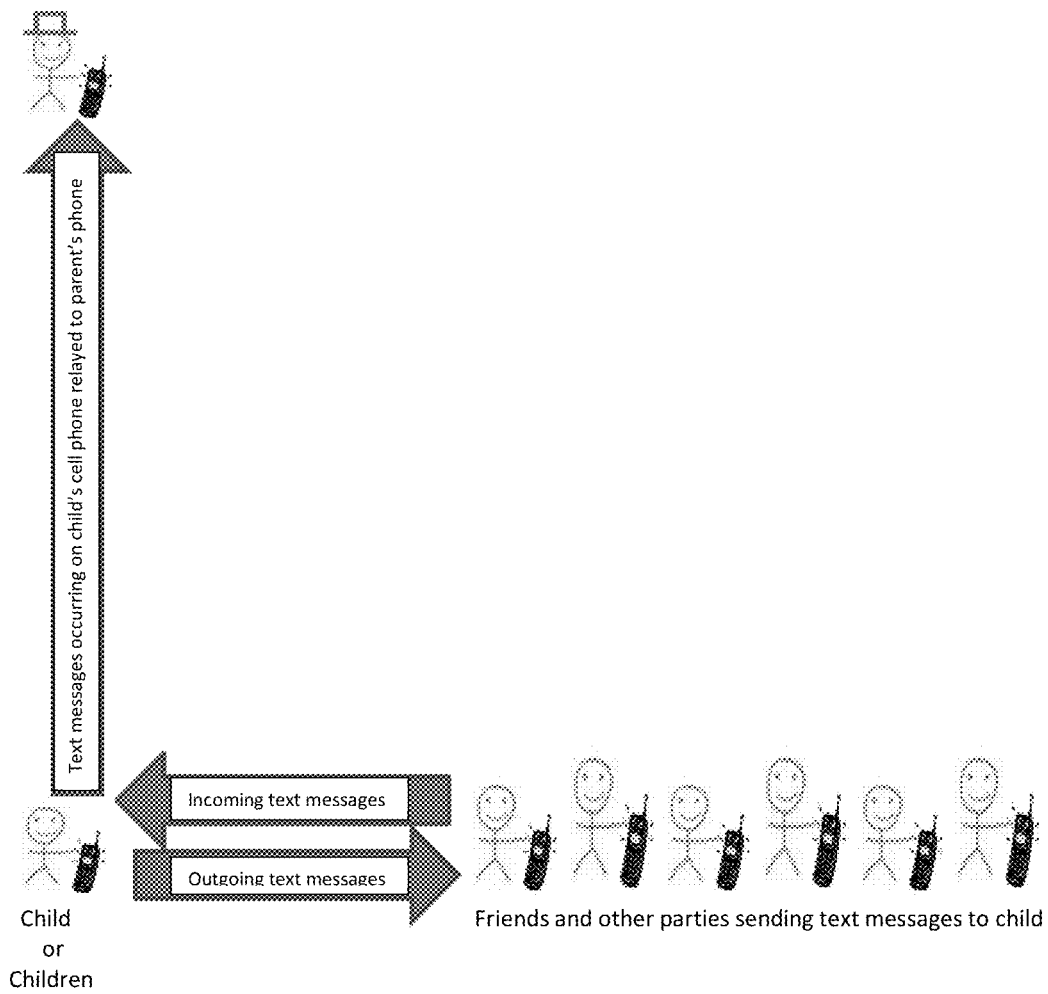 Text messages occurring on child's cell phone relayed to parent's phone
Incoming text messages
Outgoing text messages
Child
or
Children
Friends and other parties sending text messages to child